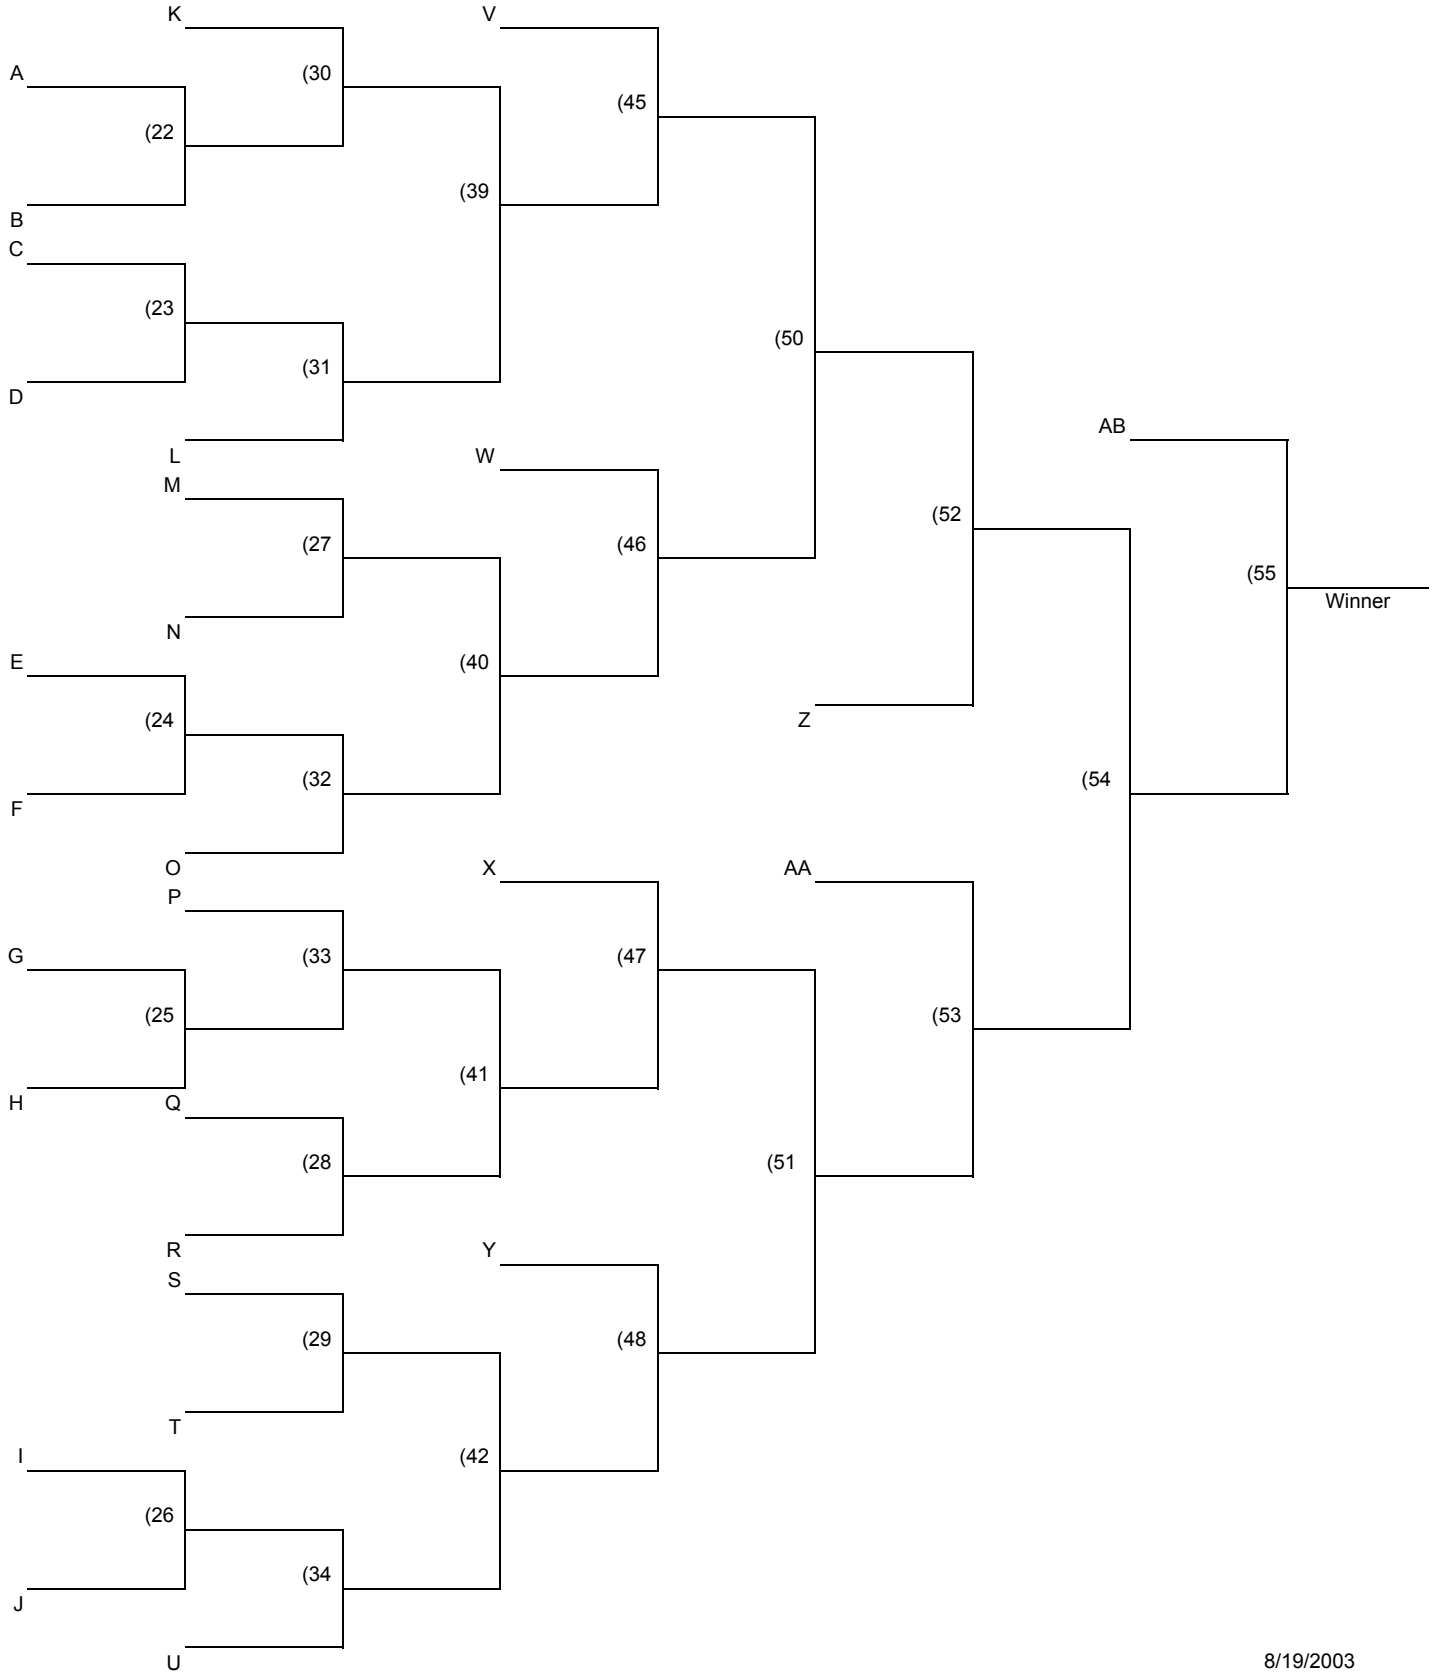 K
V
A
(30
(45
(22
(39
B
C
(23
(50
(31
D
AB
L
W
M
(52
(27
(46
(55
Winner
N
E
(40
(24
Z
(32
(54
F
O
X
AA
P
G
(33
(47
(25
(53
(41
H
Q
(28
(51
R
Y
S
(29
(48
T
I
(42
(26
(34
J
U
8/19/2003